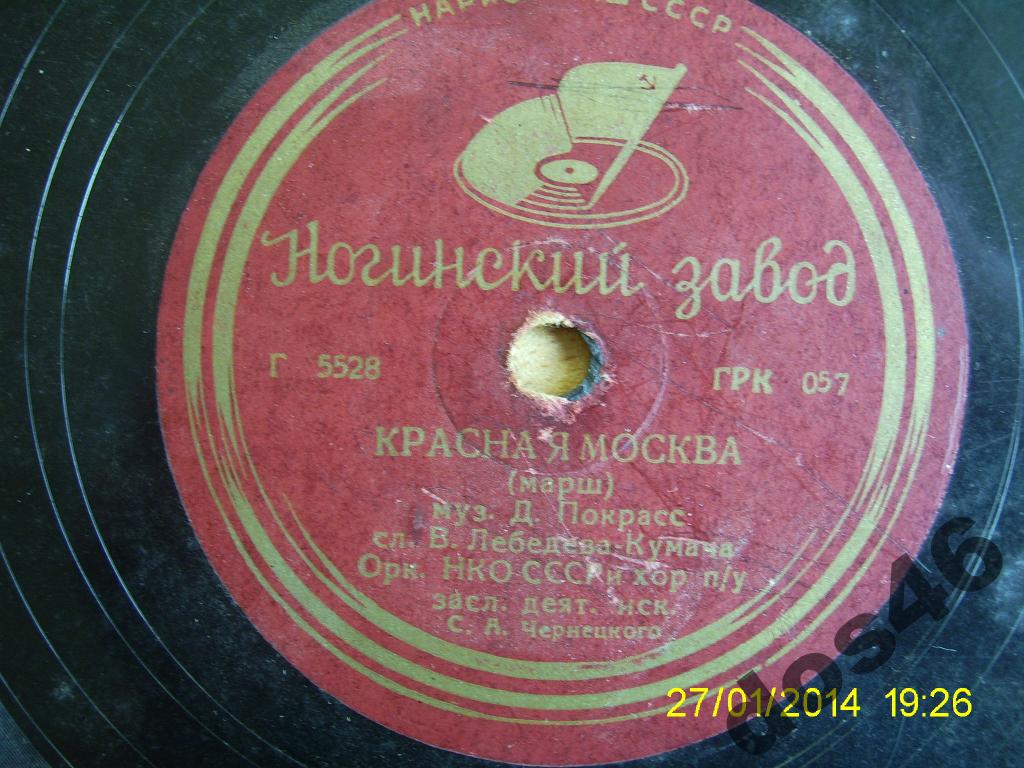 СССР
Ногинский завод
Г 5528 ГРК 057
КРАСНАЯ МОСКВА
(марш)
муз. Д. Покрасс
сл. В. Лебедева-Кумача
Орк. НКО СССР и хор п/у
засл. деят. иск.
С. А. Чернецкого
dos46
27/01/2014 19:26